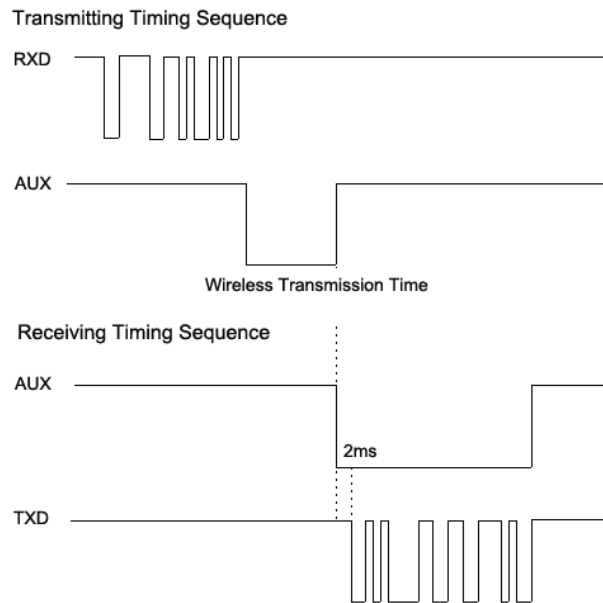 Transmitting Timing Sequence
RXD
AUX
Wireless Transmission Time
Receiving Timing Sequence
AUX
2ms
TXD